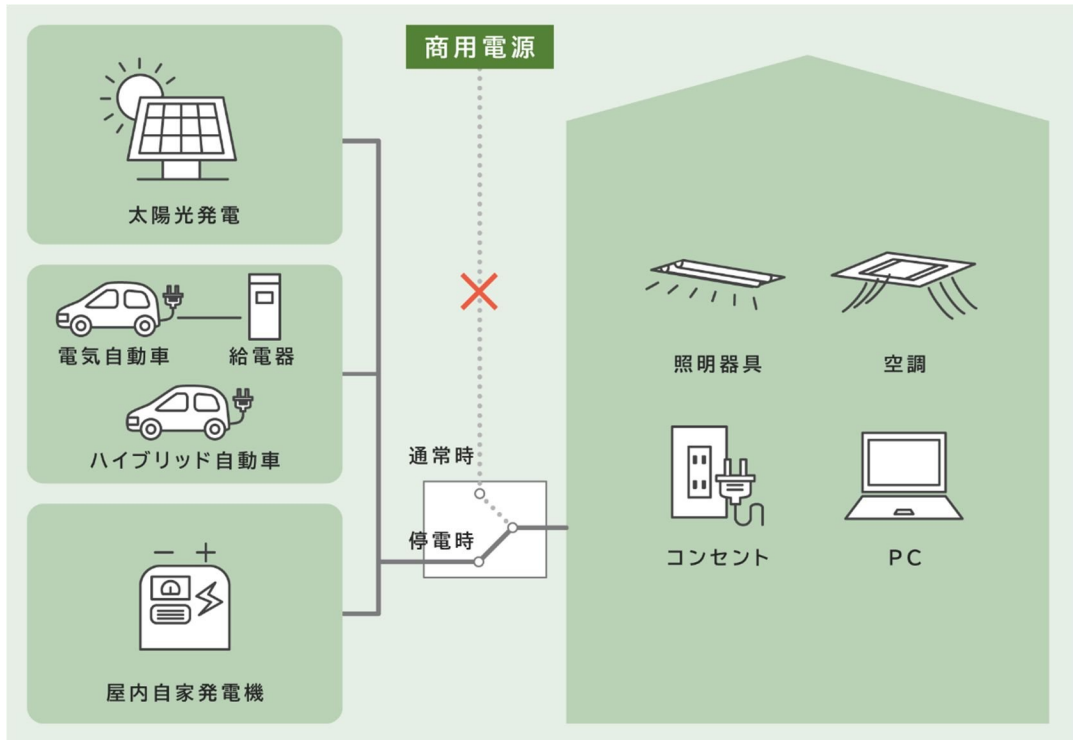 商用電源
太陽光発電
電気自動車
給電器
ハイブリッド自動車
屋内自家発電機
通常時
停電時
照明器具
空調
コンセント
PC